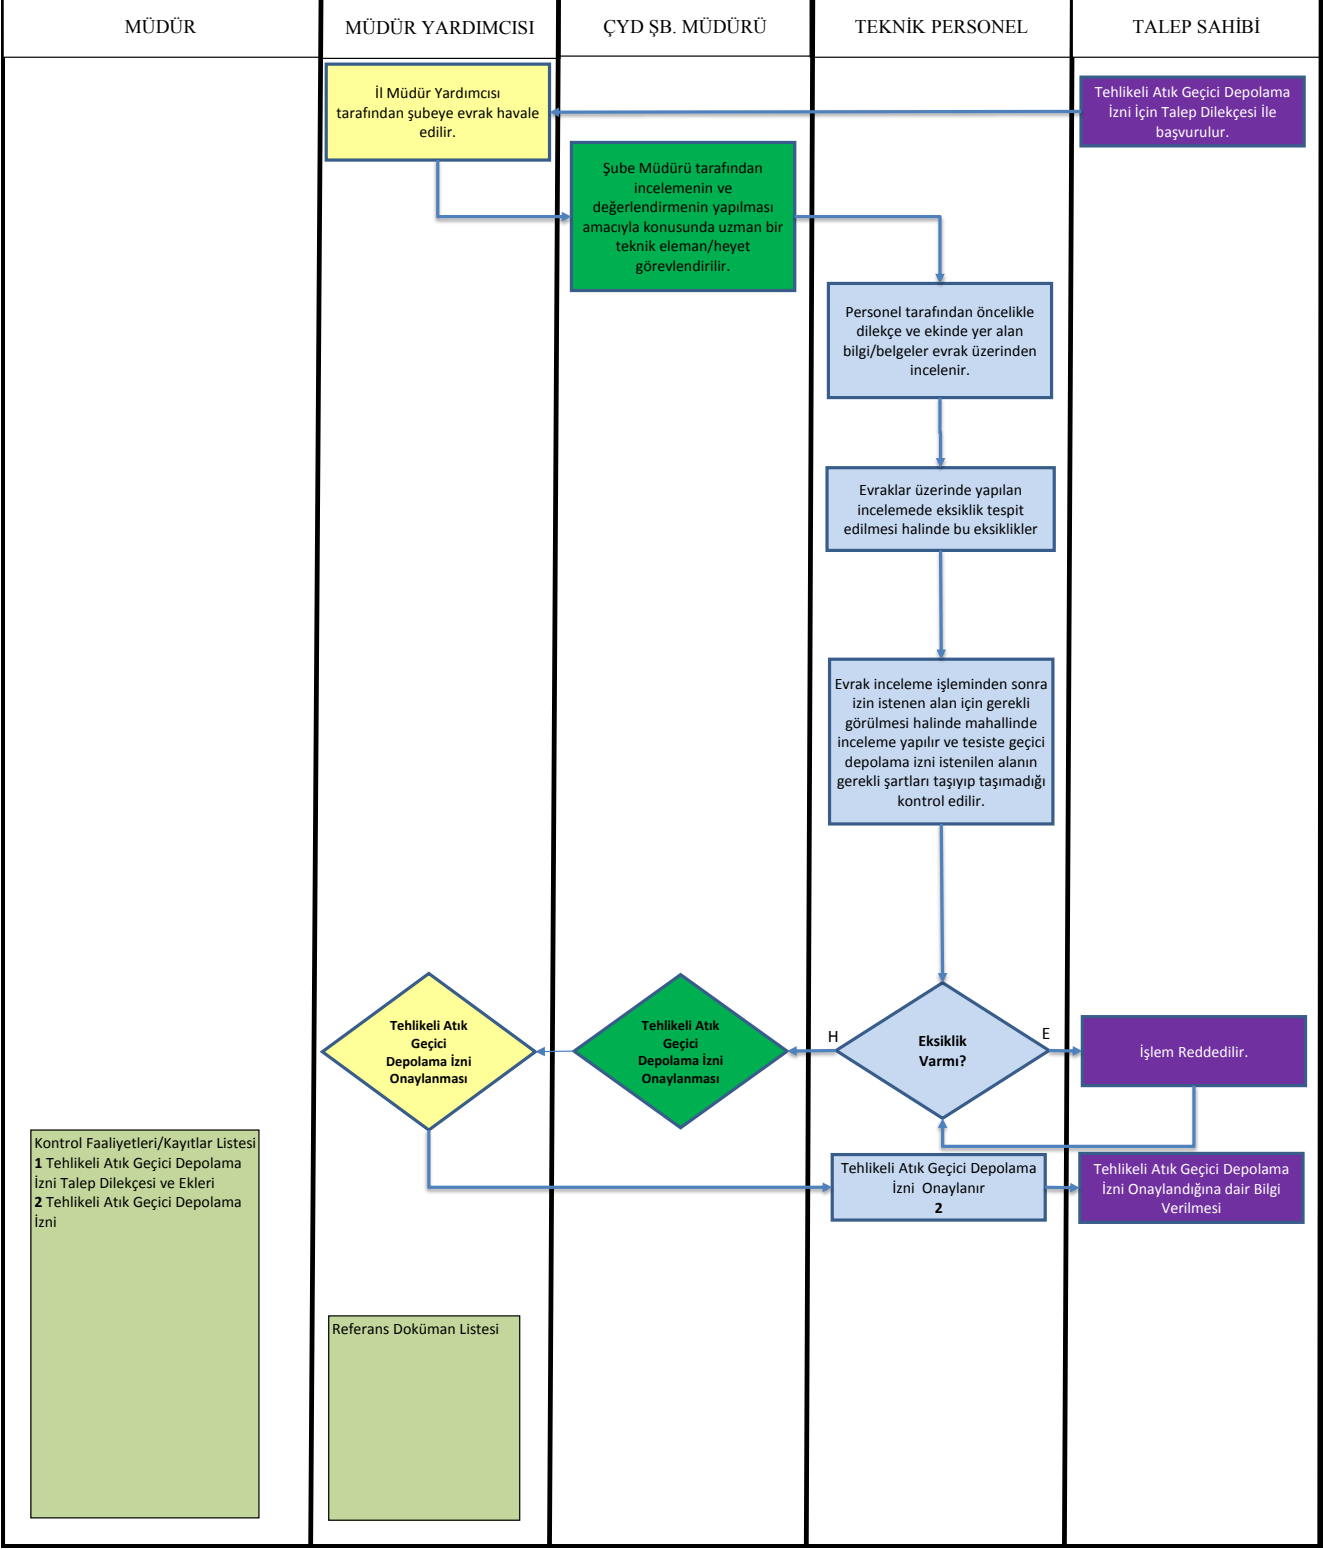 MÜDÜR
MÜDÜR YARDIMCISI
ÇYD ŞB. MÜDÜRÜ
TEKNİK PERSONEL
TALEP SAHİBİ
Tehlikeli Atık Geçici Depolama
İzni İçin Talep Dilekçesi İle
başvurulur.
İl Müdür Yardımcısı
tarafından şubeye evrak havale
edilir.
Şube Müdürü tarafından
incelemenin ve
değerlendirmenin yapılması
amacıyla konusunda uzman bir
teknik eleman/heyet
görevlendirilir.
Personel tarafından öncelikle
dilekçe ve ekinde yer alan
bilgi/belgeler evrak üzerinden
incelenir.
Evraklar üzerinde yapılan
incelemede eksiklik tespit
edilmesi halinde bu eksiklikler
Evrak inceleme işleminden sonra
izin istenen alan için gerekli
görülmesi halinde mahallinde
inceleme yapılır ve tesiste geçici
depolama izni istenilen alanın
gerekli şartları taşıyıp taşımadığı
kontrol edilir.
Eksiklik
Varmı?
H
E
İşlem Reddedilir.
Tehlikeli Atık
Geçici
Depolama İzni
Onaylanması
Tehlikeli Atık
Geçici
Depolama İzni
Onaylanması
Tehlikeli Atık Geçici Depolama
İzni Onaylanır
2
Tehlikeli Atık Geçici Depolama
İzni Onaylandığına dair Bilgi
Verilmesi
Kontrol Faaliyetleri/Kayıtlar Listesi
1 Tehlikeli Atık Geçici Depolama
İzni Talep Dilekçesi ve Ekleri
2 Tehlikeli Atık Geçici Depolama
İzni
Referans Doküman Listesi